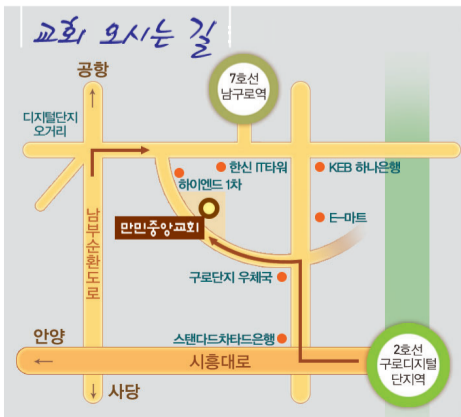 교회 오시는 길
공항
7호선
남구로역
디지털단지
오거리
한신 IT타워
KEB 하나은행
하이엔드 1차
만민중앙교회
E-마트
남부순환도로
구로단지 우체국
안양
스탠다드차타드은행
시흥대로
2호선
구로디지털
단지역
사당